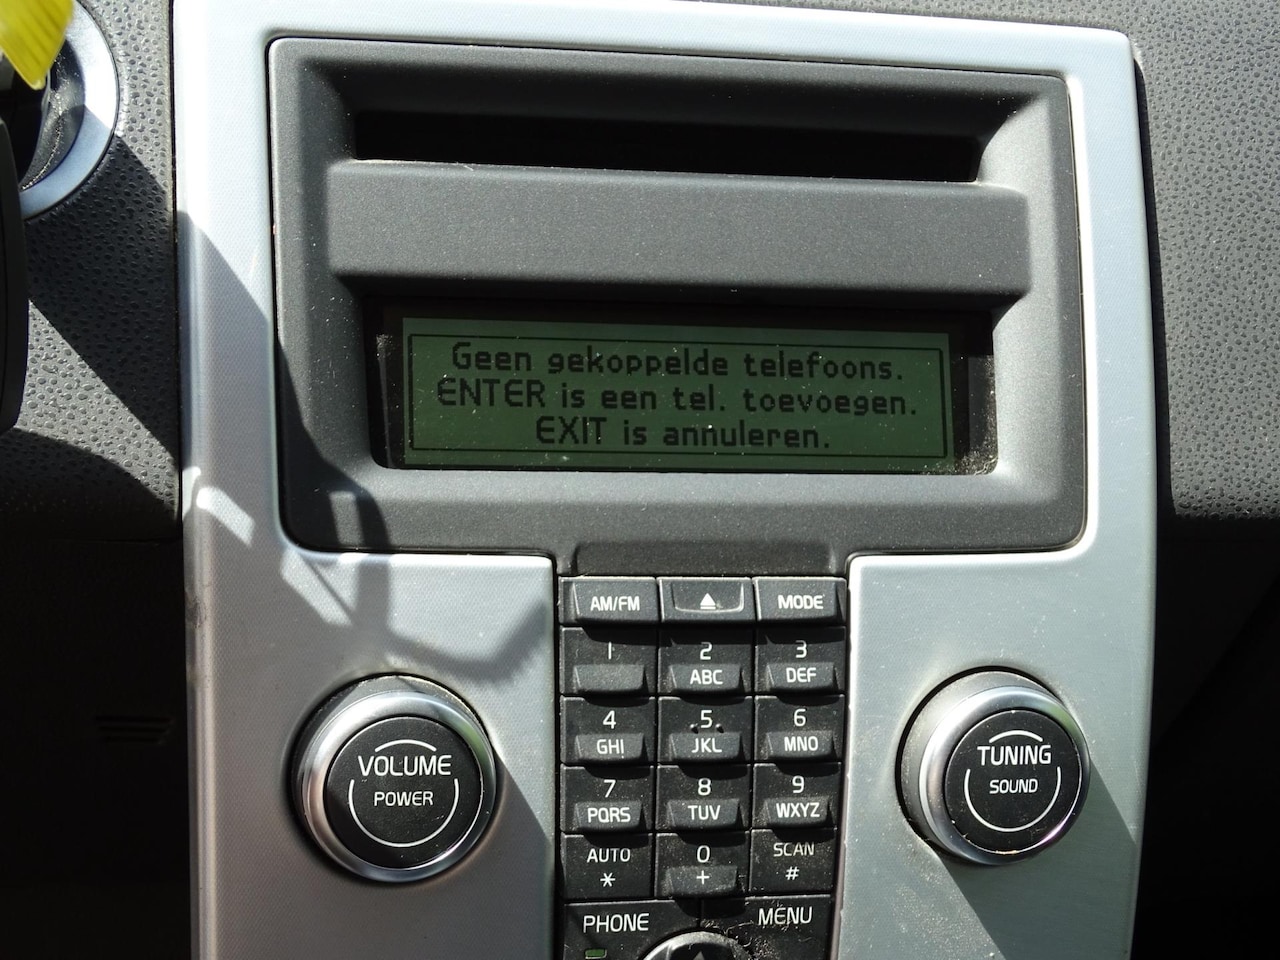 Geen gekoppelde telefoons.
ENTER is een tel. toevoegen.
EXIT is annuleren.
AM/FM MODE
1 2 3
ABC DEF
4 5 6
GHI JKL MNO
7 8 9
PQRS TUV WXYZ
AUTO 0 SCAN
* + #
PHONE MENU
VOLUME
POWER
TUNING
SOUND